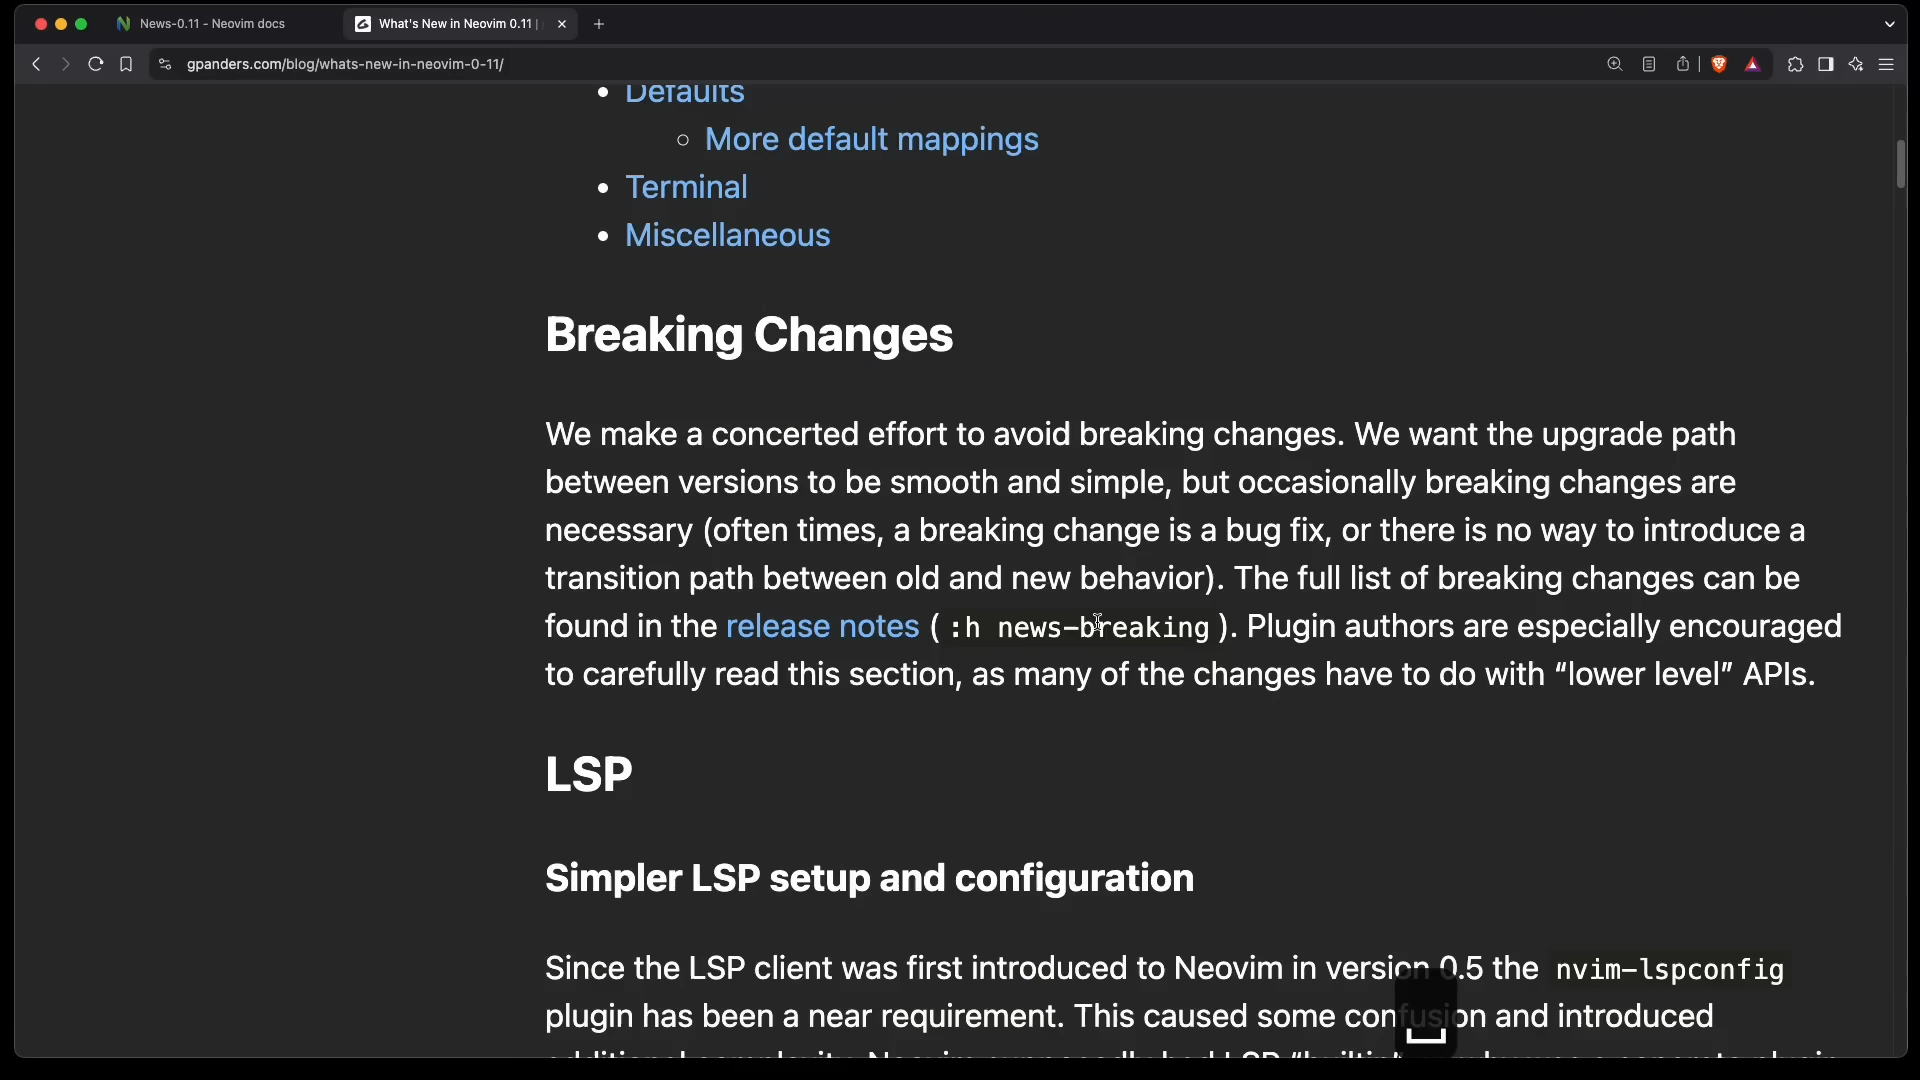 News-0.11 - Neovim docs
What's New in Neovim 0.11 |
gpanders.com/blog/whats-new-in-neovim-0-11/
Defaults
More default mappings
Terminal
Miscellaneous
Breaking Changes
We make a concerted effort to avoid breaking changes. We want the upgrade path
between versions to be smooth and simple, but occasionally breaking changes are
necessary (often times, a breaking change is a bug fix, or there is no way to introduce a
transition path between old and new behavior). The full list of breaking changes can be
found in the release notes ( :h news-breaking ). Plugin authors are especially encouraged
to carefully read this section, as many of the changes have to do with “lower level” APIs.
LSP
Simpler LSP setup and configuration
Since the LSP client was first introduced to Neovim in version 0.5 the nvim-lspconfig
plugin has been a near requirement. This caused some confusion and introduced